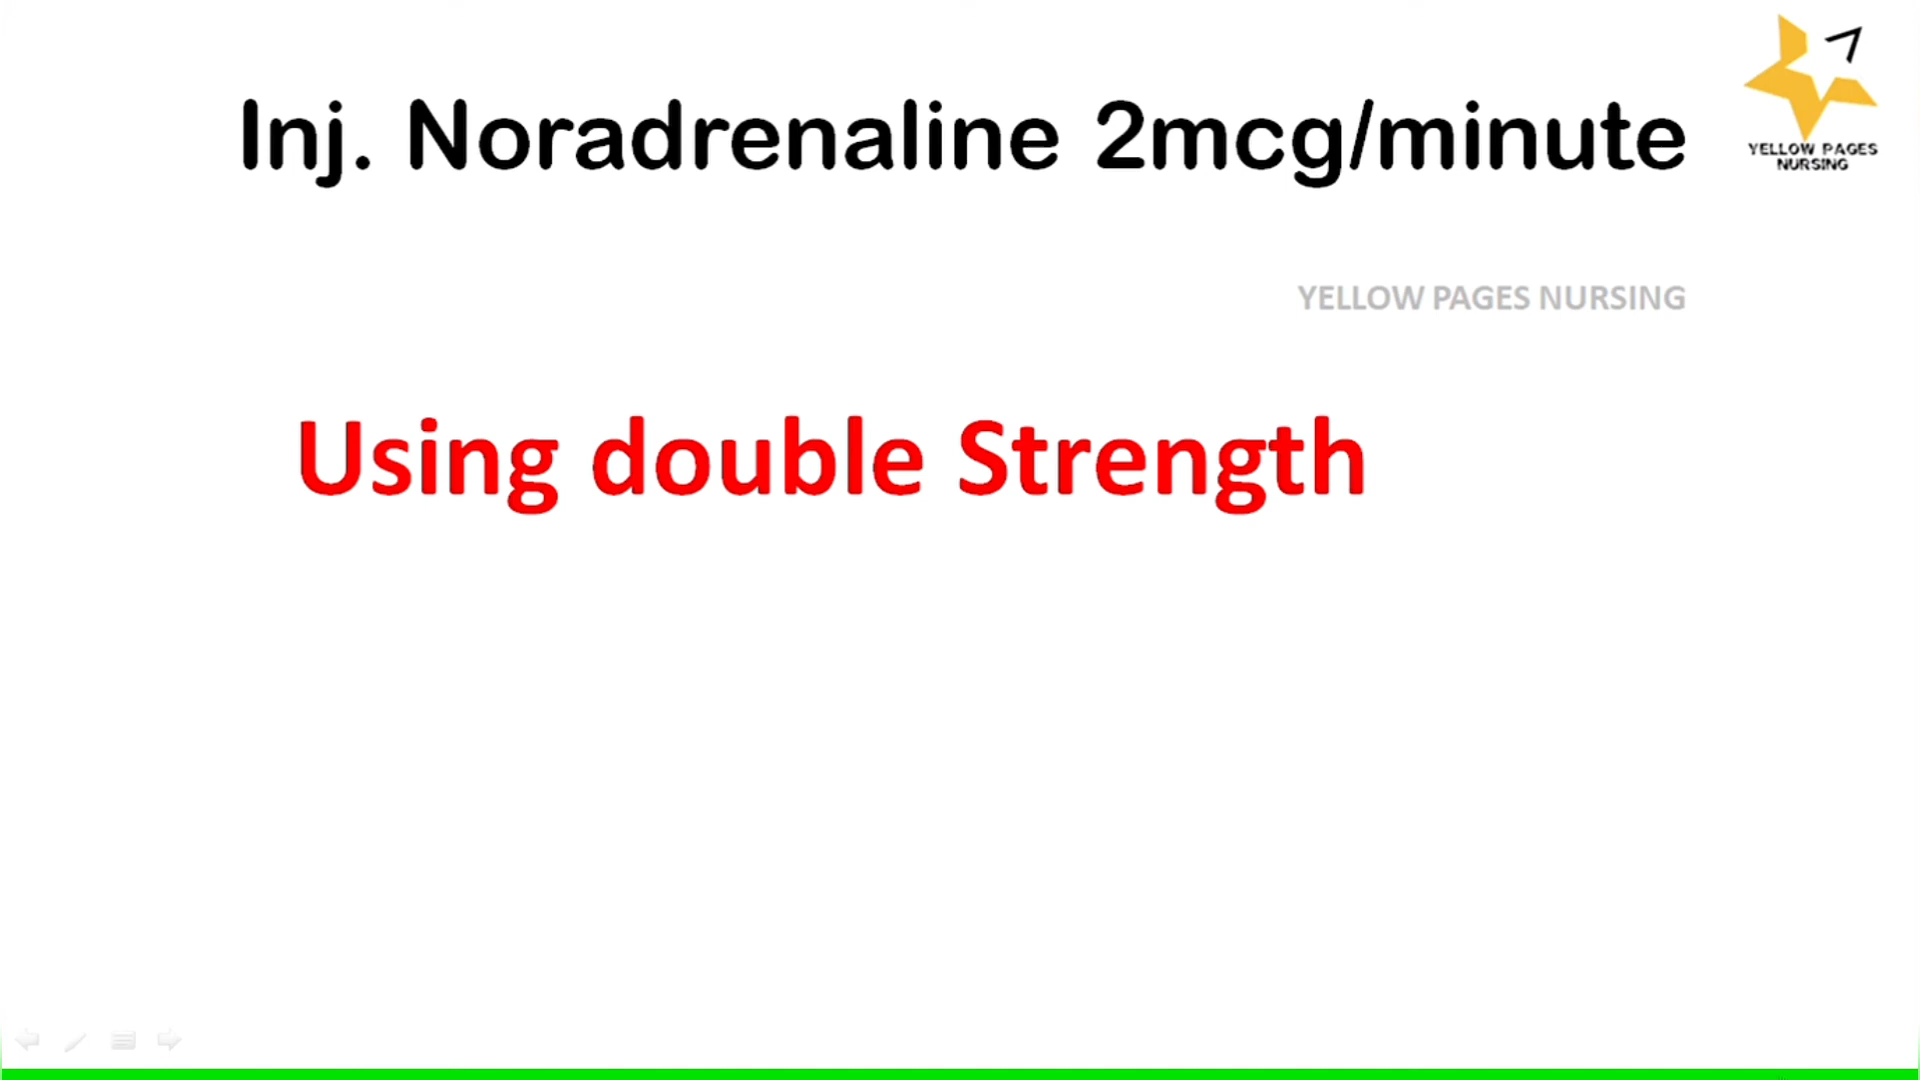 Inj. Noradrenaline 2mcg/minute
YELLOW PAGES
NURSING
YELLOW PAGES NURSING
Using double Strength